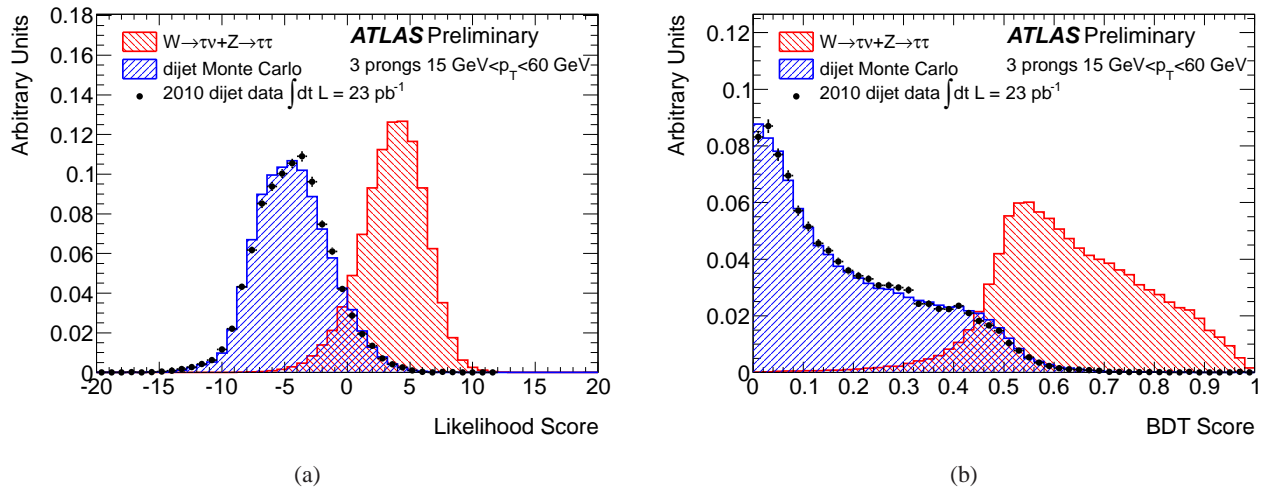 Arbitrary Units
0.18
0.16
0.14
0.12
0.1
0.08
0.06
0.04
0.02
0
ATLAS Preliminary
W→τν+Z→ττ
dijet Monte Carlo
3 prongs 15 GeV<p_T<60 GeV
2010 dijet data ∫dt L = 23 pb⁻¹
-20 -15 -10 -5 0 5 10 15 20
Likelihood Score
(a)
Arbitrary Units
0.12
0.1
0.08
0.06
0.04
0.02
0
ATLAS Preliminary
W→τν+Z→ττ
dijet Monte Carlo
3 prongs 15 GeV<p_T<60 GeV
2010 dijet data ∫dt L = 23 pb⁻¹
0 0.1 0.2 0.3 0.4 0.5 0.6 0.7 0.8 0.9 1
BDT Score
(b)